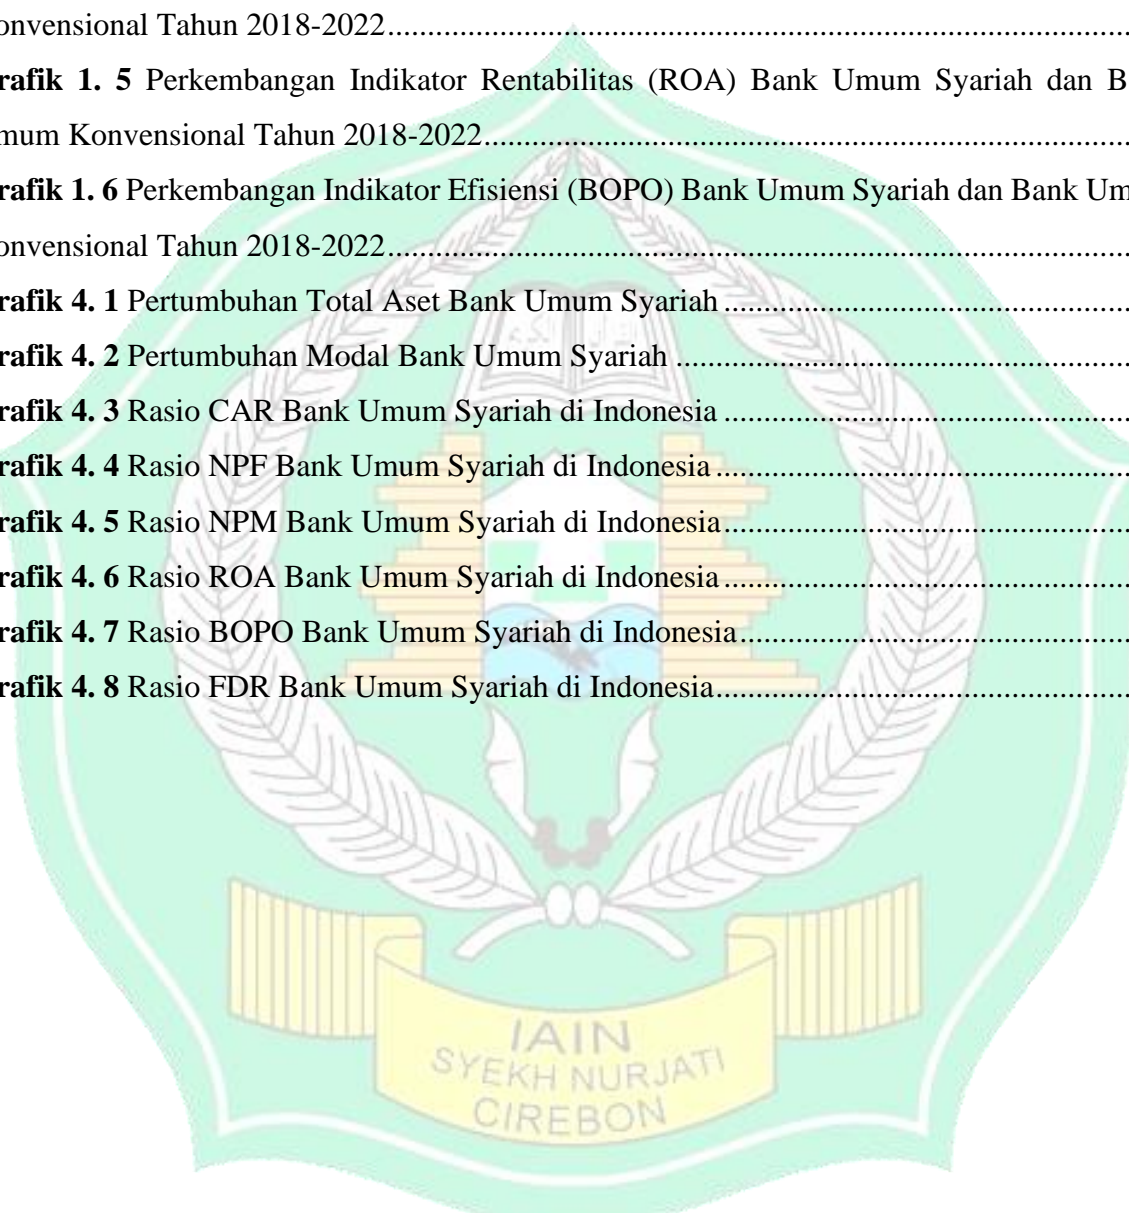 onvensional Tahun 2018-2022........................................................................................................
rafik 1. 5 Perkembangan Indikator Rentabilitas (ROA) Bank Umum Syariah dan B
mum Konvensional Tahun 2018-2022........................................................................................
rafik 1. 6 Perkembangan Indikator Efisiensi (BOPO) Bank Umum Syariah dan Bank Um
onvensional Tahun 2018-2022........................................................................................................
rafik 4. 1 Pertumbuhan Total Aset Bank Umum Syariah ........................................................
rafik 4. 2 Pertumbuhan Modal Bank Umum Syariah ..............................................................
rafik 4. 3 Rasio CAR Bank Umum Syariah di Indonesia ........................................................
rafik 4. 4 Rasio NPF Bank Umum Syariah di Indonesia.........................................................
rafik 4. 5 Rasio NPM Bank Umum Syariah di Indonesia........................................................
rafik 4. 6 Rasio ROA Bank Umum Syariah di Indonesia........................................................
rafik 4. 7 Rasio BOPO Bank Umum Syariah di Indonesia......................................................
rafik 4. 8 Rasio FDR Bank Umum Syariah di Indonesia.........................................................
IAIN
SYEKH NURJATI
CIREBON